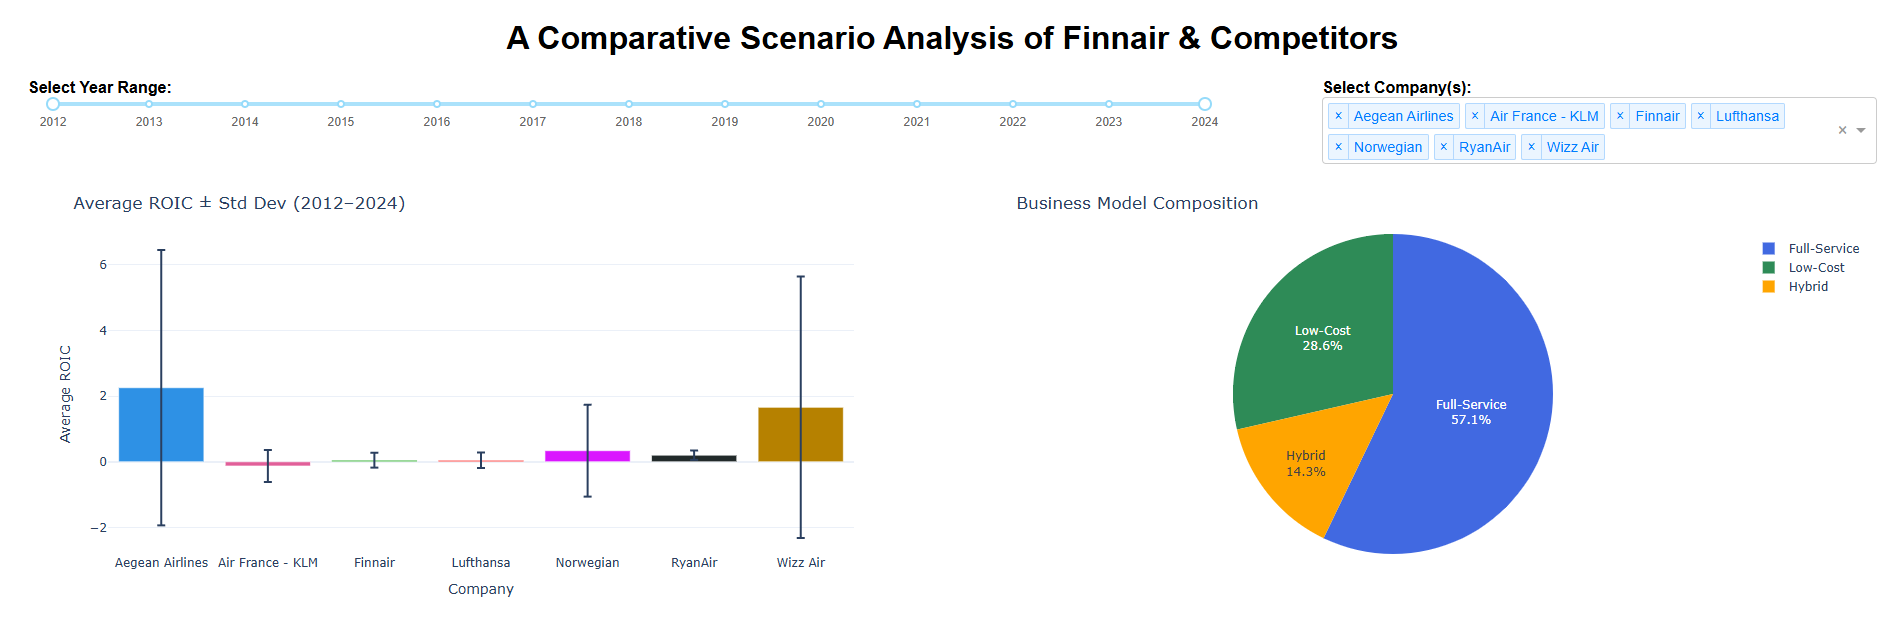 A Comparative Scenario Analysis of Finnair & Competitors
Select Year Range:
2012 2013 2014 2015 2016 2017 2018 2019 2020 2021 2022 2023 2024
Select Company(s):
× Aegean Airlines × Air France - KLM × Finnair × Lufthansa
× Norwegian × RyanAir × Wizz Air
×
Average ROIC ± Std Dev (2012–2024)
Average ROIC
6
4
2
0
−2
Aegean Airlines Air France - KLM Finnair Lufthansa Norwegian RyanAir Wizz Air
Company
Business Model Composition
Low-Cost
28.6%
Full-Service
57.1%
Hybrid
14.3%
Full-Service
Low-Cost
Hybrid